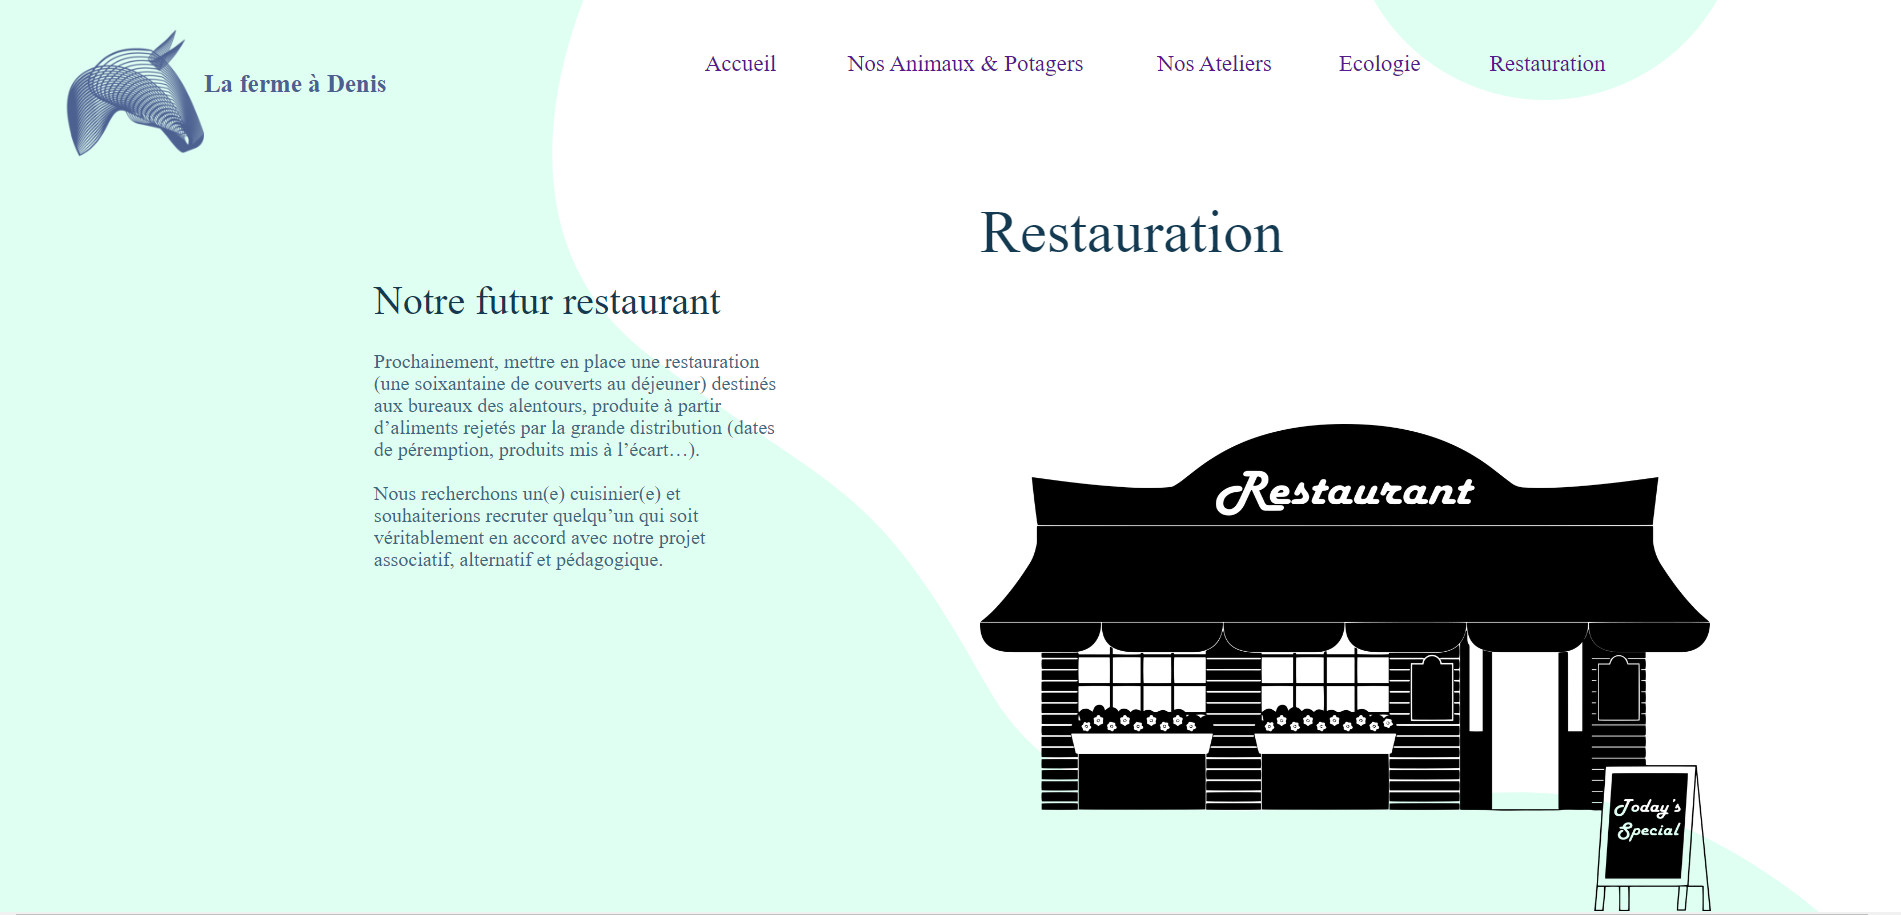 La ferme à Denis
Accueil
Nos Animaux & Potagers
Nos Ateliers
Ecologie
Restauration
Restauration
Notre futur restaurant
Prochainement, mettre en place une restauration
(une soixantaine de couverts au déjeuner) destinés
aux bureaux des alentours, produite à partir
d’aliments rejetés par la grande distribution (dates
de péremption, produits mis à l’écart…).
Nous recherchons un(e) cuisinier(e) et
souhaiterions recruter quelqu’un qui soit
véritablement en accord avec notre projet
associatif, alternatif et pédagogique.
Restaurant
Today's
Special